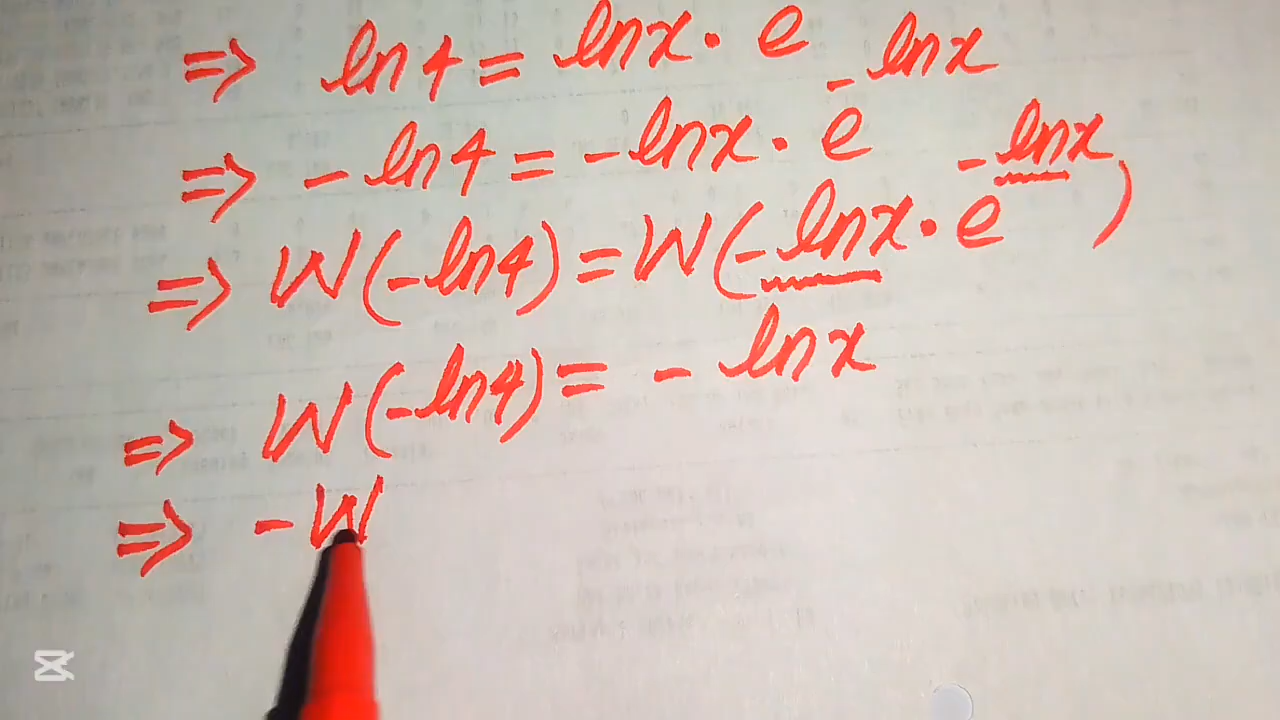 ⇒ ln4 = lnx · e^{-lnx}
⇒ -ln4 = -lnx · e^{-lnx}
⇒ W(-ln4) = W(-lnx · e^{-lnx})
⇒ W(-ln4) = -lnx
⇒ -W